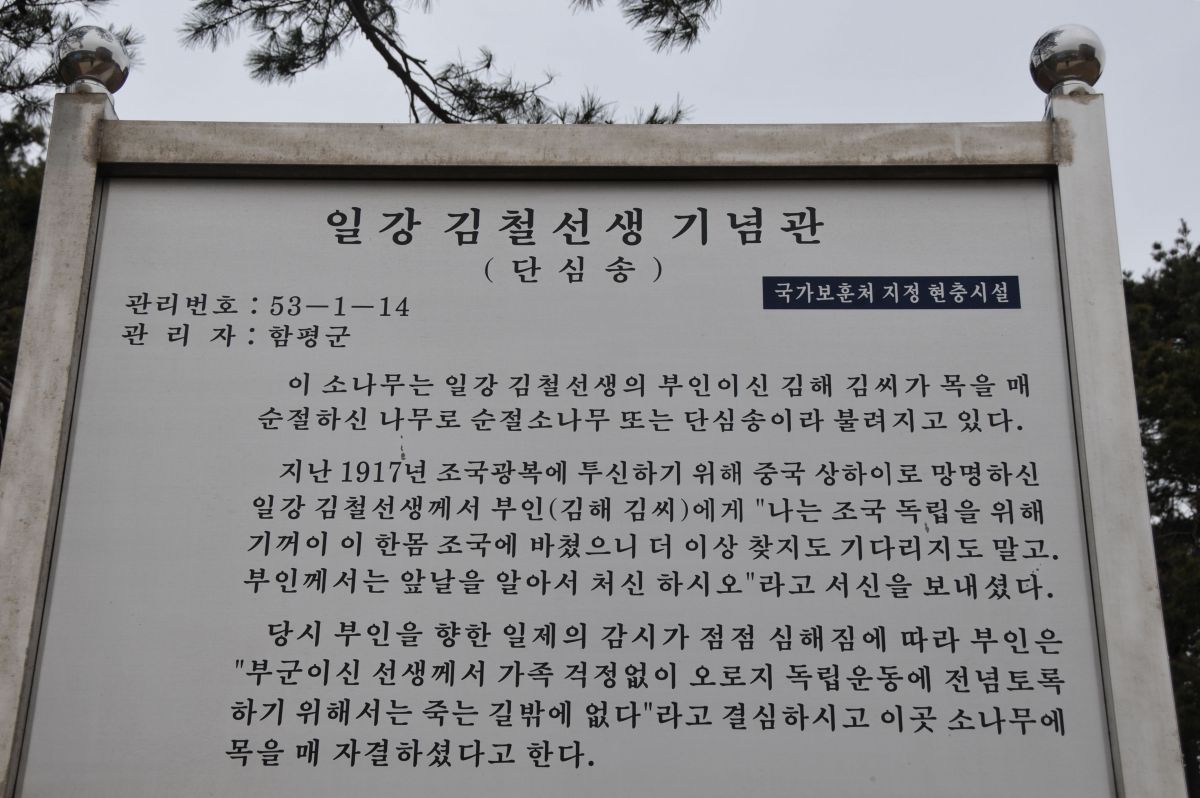 일강 김철선생 기념관
(단심송)
국가보훈처 지정 현충시설
관리번호 : 53-1-14
관 리 자 : 함평군
이 소나무는 일강 김철선생의 부인이신 김해 김씨가 목을 매
순절하신 나무로 순절소나무 또는 단심송이라 불려지고 있다.
지난 1917년 조국광복에 투신하기 위해 중국 상하이로 망명하신
일강 김철선생께서 부인(김해 김씨)에게 "나는 조국 독립을 위해
기꺼이 이 한몸 조국에 바쳤으니 더 이상 찾지도 기다리지도 말고.
부인께서는 앞날을 알아서 처신 하시오"라고 서신을 보내셨다.
당시 부인을 향한 일제의 감시가 점점 심해짐에 따라 부인은
"부군이신 선생께서 가족 걱정없이 오로지 독립운동에 전념토록
하기 위해서는 죽는 길밖에 없다"라고 결심하시고 이곳 소나무에
목을 매 자결하셨다고 한다.